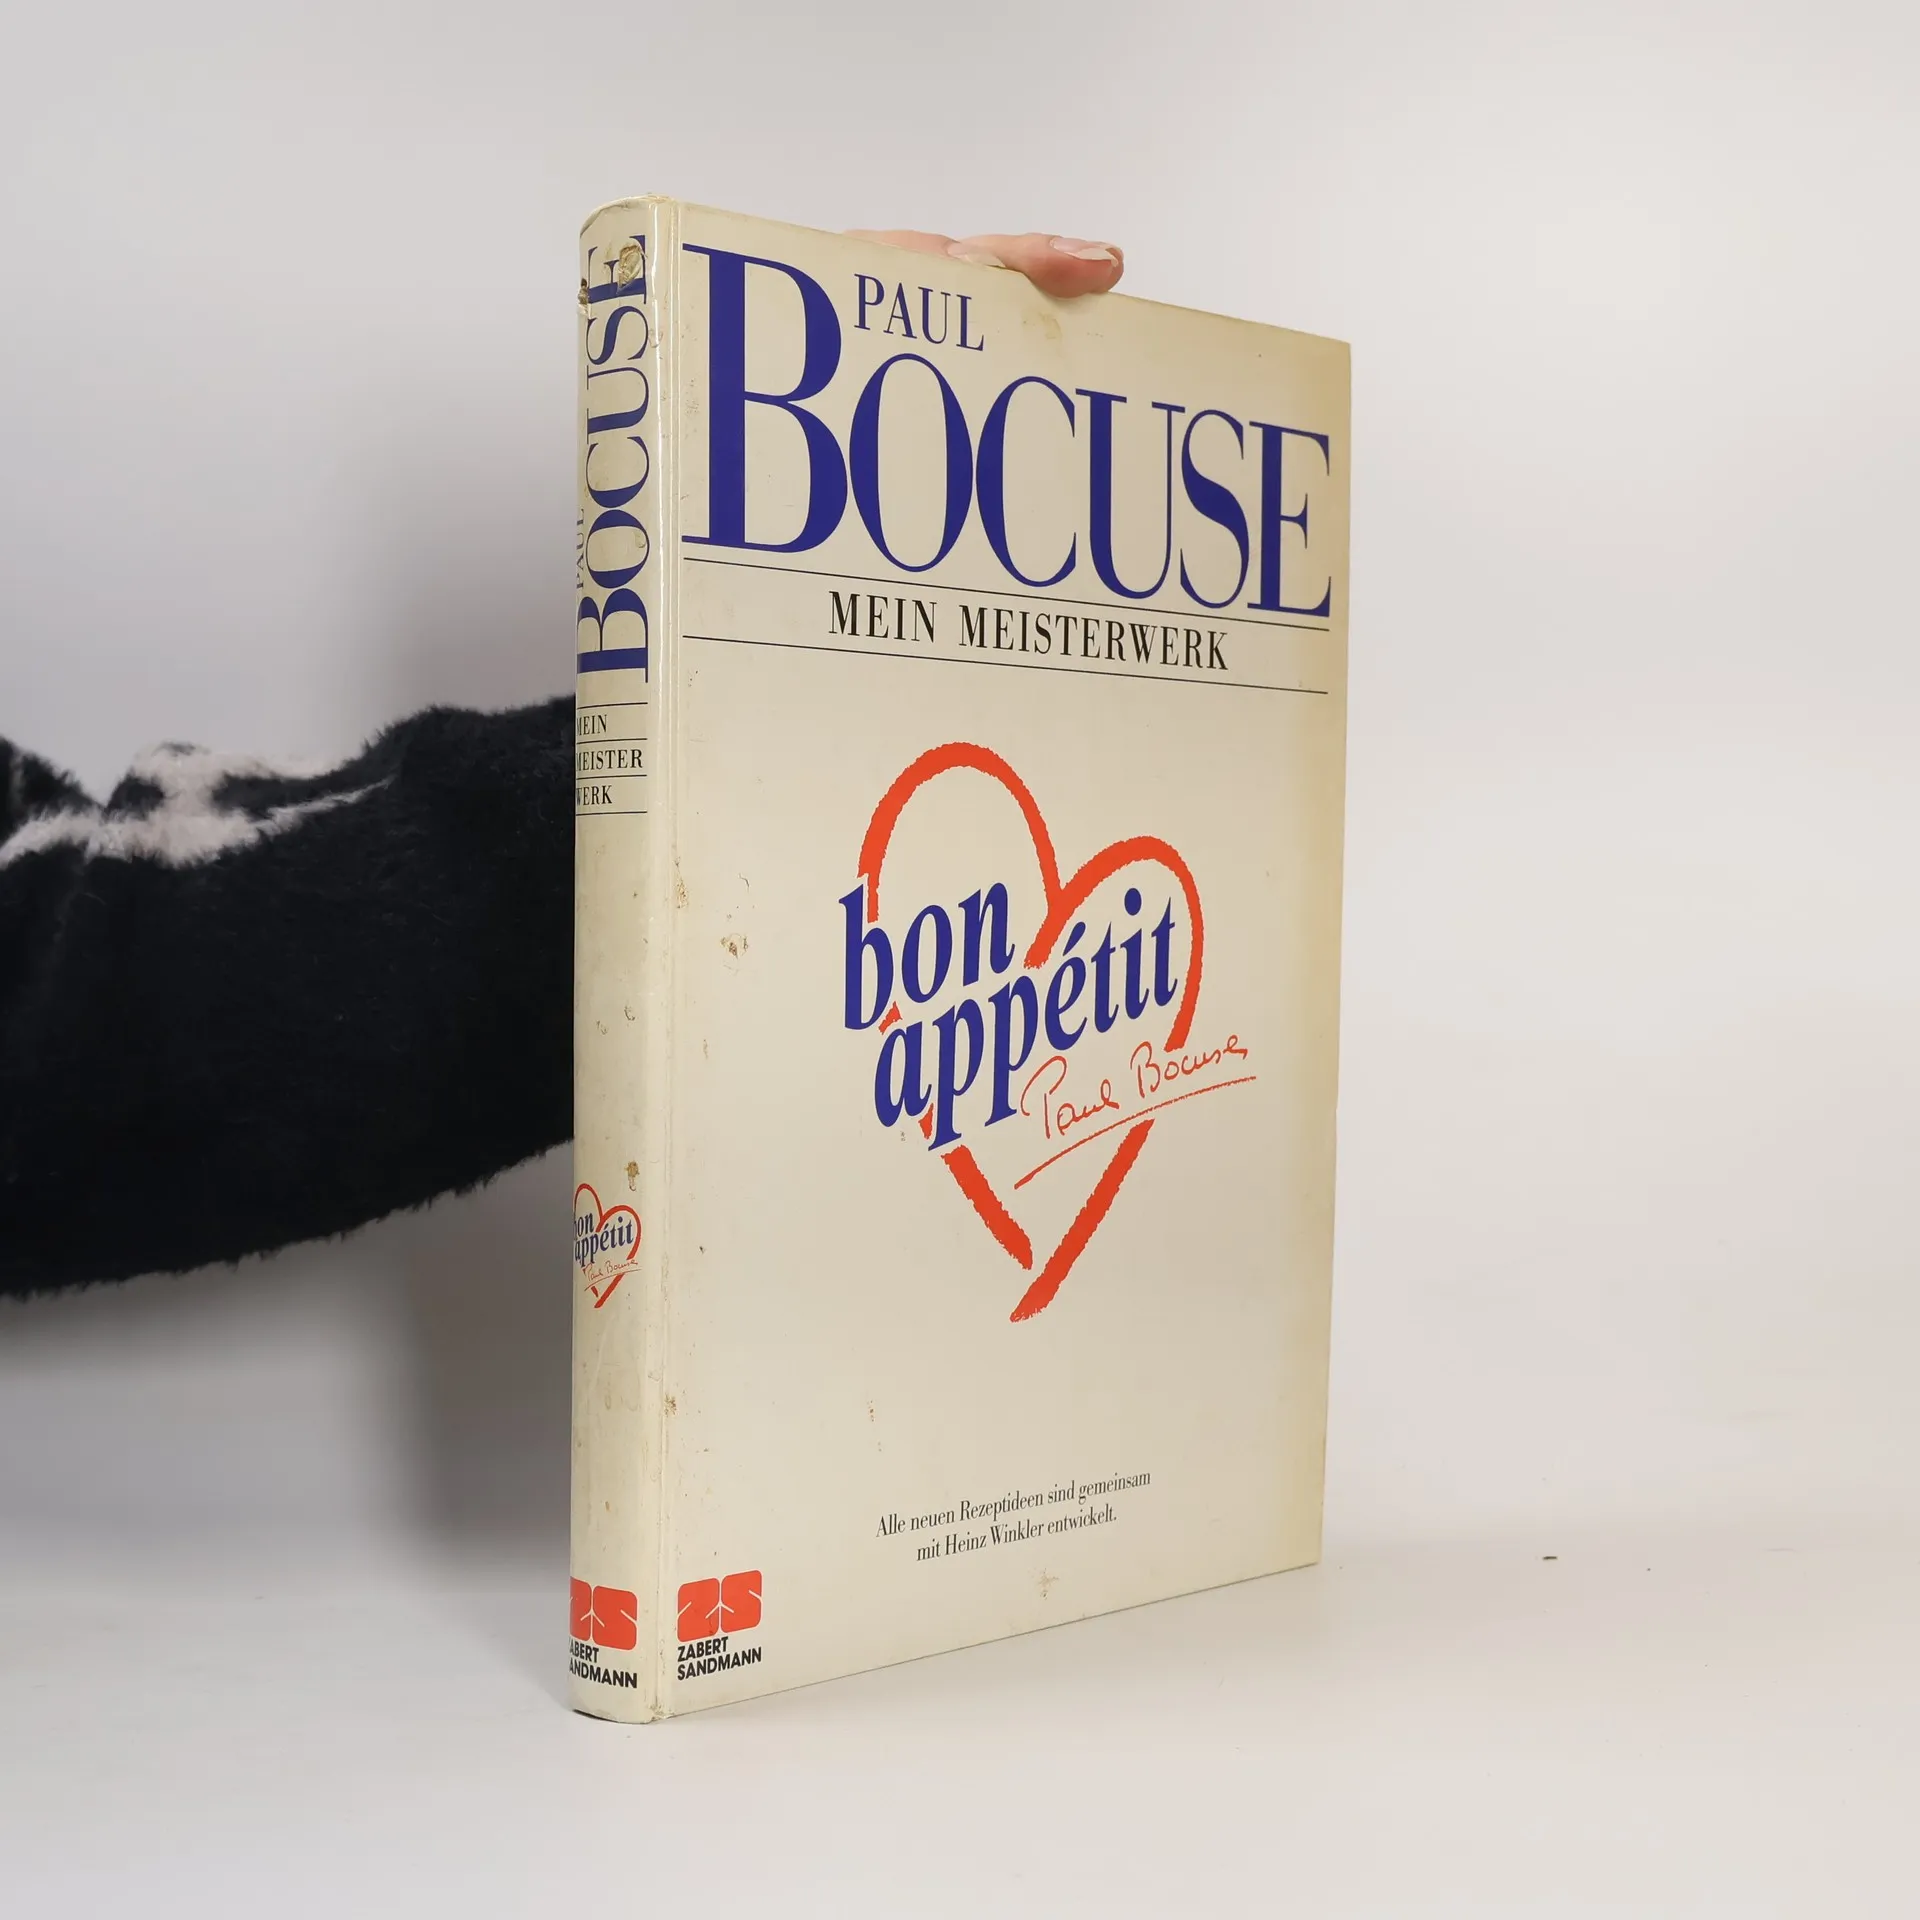 PAUL
BOCUSE
MEIN
MEISTER
WERK
bon
appétit
Paul Bocuse
ZS
ZABERT
SANDMANN
PAUL
BOCUSE
MEIN MEISTERWERK
bon
appétit
Paul Bocuse
Alle neuen Rezeptideen sind gemeinsam
mit Heinz Winkler entwickelt.
ZS
ZABERT
SANDMANN